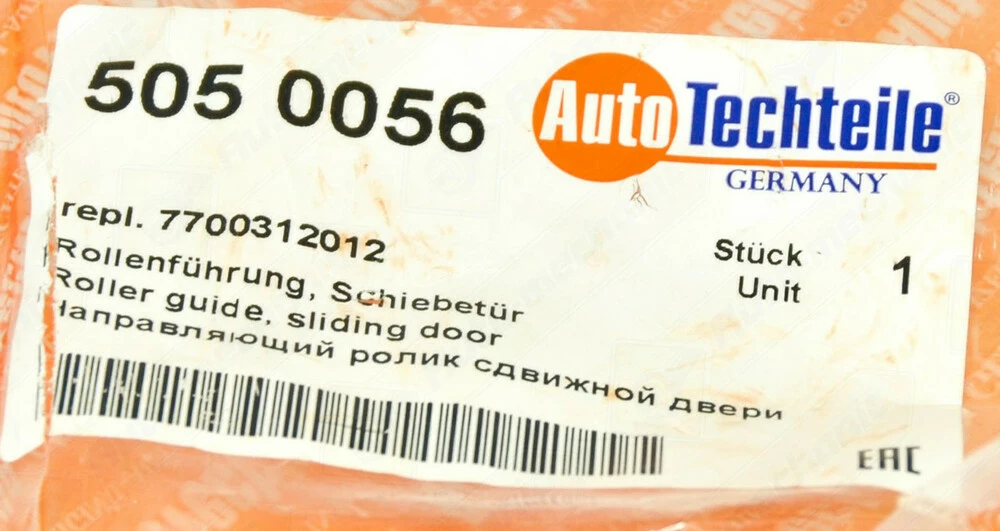 505 0056
AutoTechteile®
GERMANY
repl. 7700312012
Stück
Unit
1
Rollenführung, Schiebetür
Roller guide, sliding door
Направляющий ролик сдвижной двери
EAC